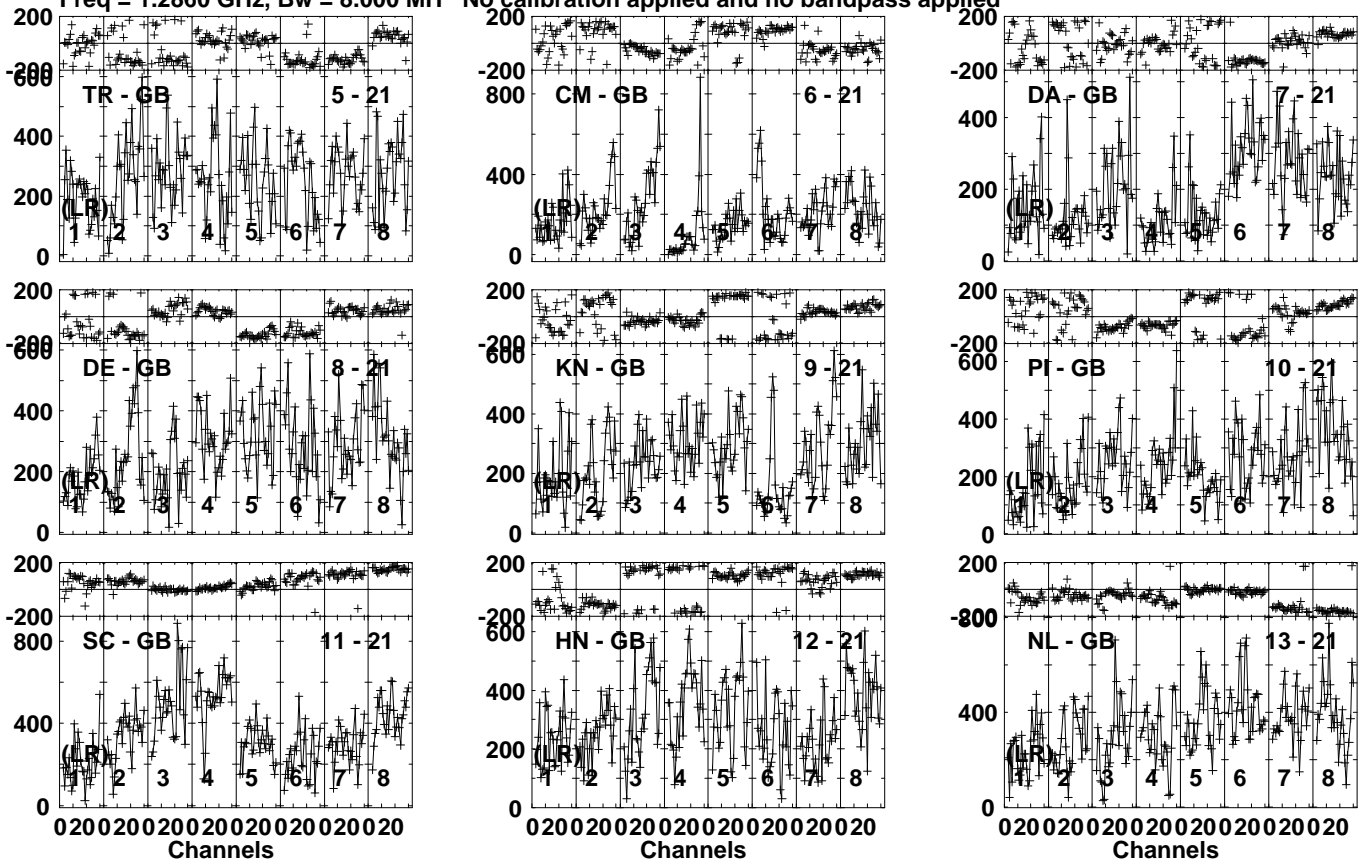 Freq = 1.2860 GHz, Bw = 8.000 MH No calibration applied and no bandpass applied
200 200 200
-200 -200 -200
600 800
TR - GB 5 - 21 CM - GB 6 - 21 DA - GB 7 - 21
400 400 400
200 200
(LR) (LR) (LR)
1 2 3 4 5 6 7 8 1 2 3 4 5 6 7 8 1 2 3 4 5 6 7 8
0 0 0
200 200 200
-200 -200 -200
600 600 600
DE - GB 8 - 21 KN - GB 9 - 21 PI - GB 10 - 21
400 400 400
200 200 200
(LR) (LR) (LR)
1 2 3 4 5 6 7 8 1 2 3 4 5 6 7 8 1 2 3 4 5 6 7 8
0 0 0
200 200 200
-200 -200 -200
800 600 800
SC - GB 11 - 21 HN - GB 12 - 21 NL - GB 13 - 21
400 400 400
200
(LR) (LR) (LR)
1 2 3 4 5 6 7 8 1 2 3 4 5 6 7 8 1 2 3 4 5 6 7 8
0 0 0
0 20 0 20 0 20 0 20 0 20 0 20 0 20 0 20 0 20 0 20 0 20 0 20 0 20 0 20 0 20 0 20 0 20 0 20 0 20 0 20 0 20 0 20 0 20 0 20
Channels Channels Channels